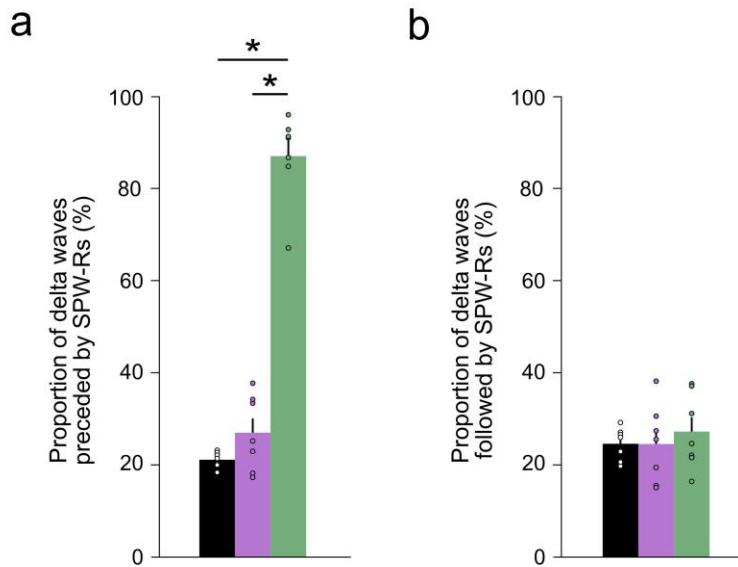 a
*
*
Proportion of delta waves
preceded by SPW-Rs (%)
100
80
60
40
20
0
b
Proportion of delta waves
followed by SPW-Rs (%)
100
80
60
40
20
0